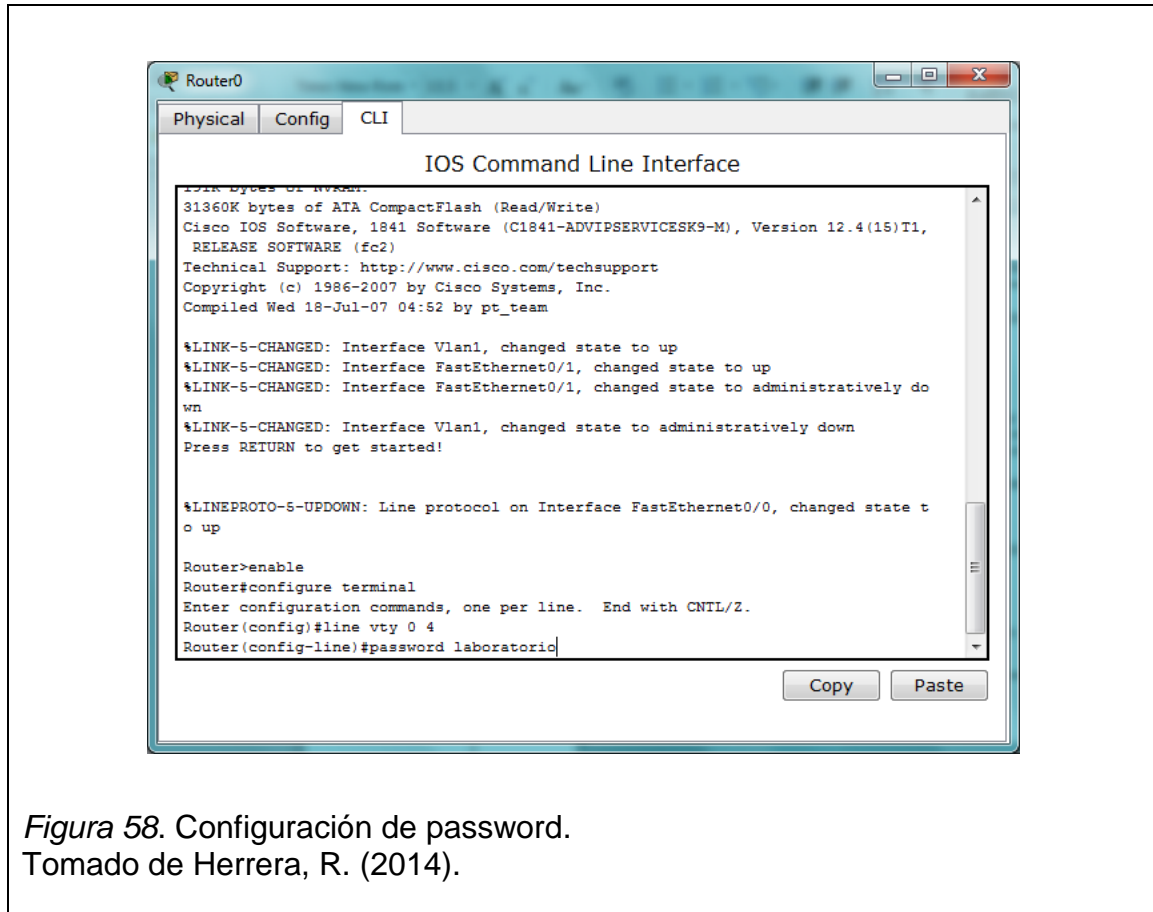 Router0
Physical Config CLI
IOS Command Line Interface
191K bytes of NVRAM.
31360K bytes of ATA CompactFlash (Read/Write)
Cisco IOS Software, 1841 Software (C1841-ADVIPSERVICESK9-M), Version 12.4(15)T1,
RELEASE SOFTWARE (fc2)
Technical Support: http://www.cisco.com/techsupport
Copyright (c) 1986-2007 by Cisco Systems, Inc.
Compiled Wed 18-Jul-07 04:52 by pt_team
%LINK-5-CHANGED: Interface Vlan1, changed state to up
%LINK-5-CHANGED: Interface FastEthernet0/1, changed state to up
%LINK-5-CHANGED: Interface FastEthernet0/1, changed state to administratively do
wn
%LINK-5-CHANGED: Interface Vlan1, changed state to administratively down
Press RETURN to get started!
%LINEPROTO-5-UPDOWN: Line protocol on Interface FastEthernet0/0, changed state t
o up
Router>enable
Router#configure terminal
Enter configuration commands, one per line.  End with CNTL/Z.
Router(config)#line vty 0 4
Router(config-line)#password laboratorio
Copy Paste
Figura 58. Configuración de password.
Tomado de Herrera, R. (2014).